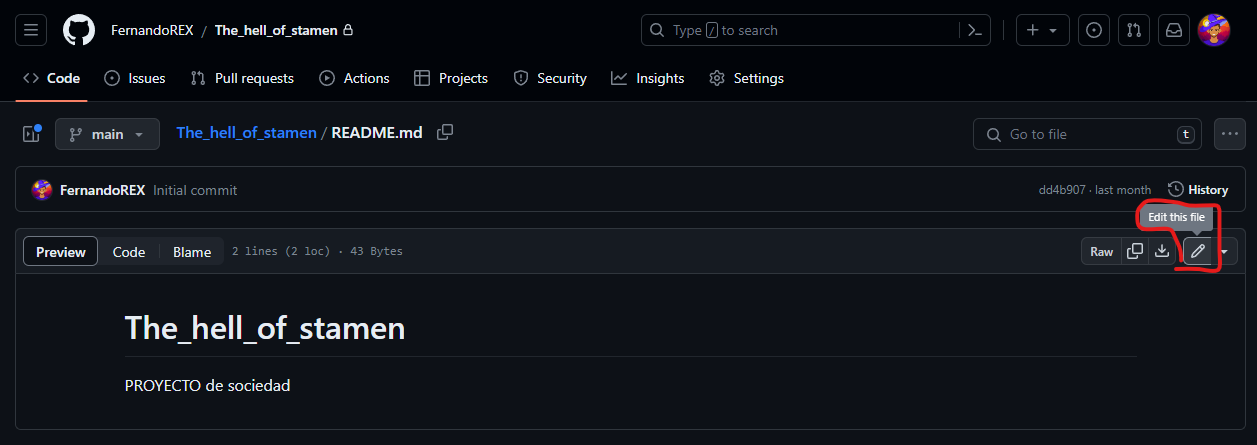 FernandoREX / The_hell_of_stamen
Type / to search
Code Issues Pull requests Actions Projects Security Insights Settings
main
The_hell_of_stamen / README.md
Go to file t
FernandoREX Initial commit
dd4b907 · last month History
Edit this file
Preview Code Blame 2 lines (2 loc) · 43 Bytes
Raw
The_hell_of_stamen
PROYECTO de sociedad